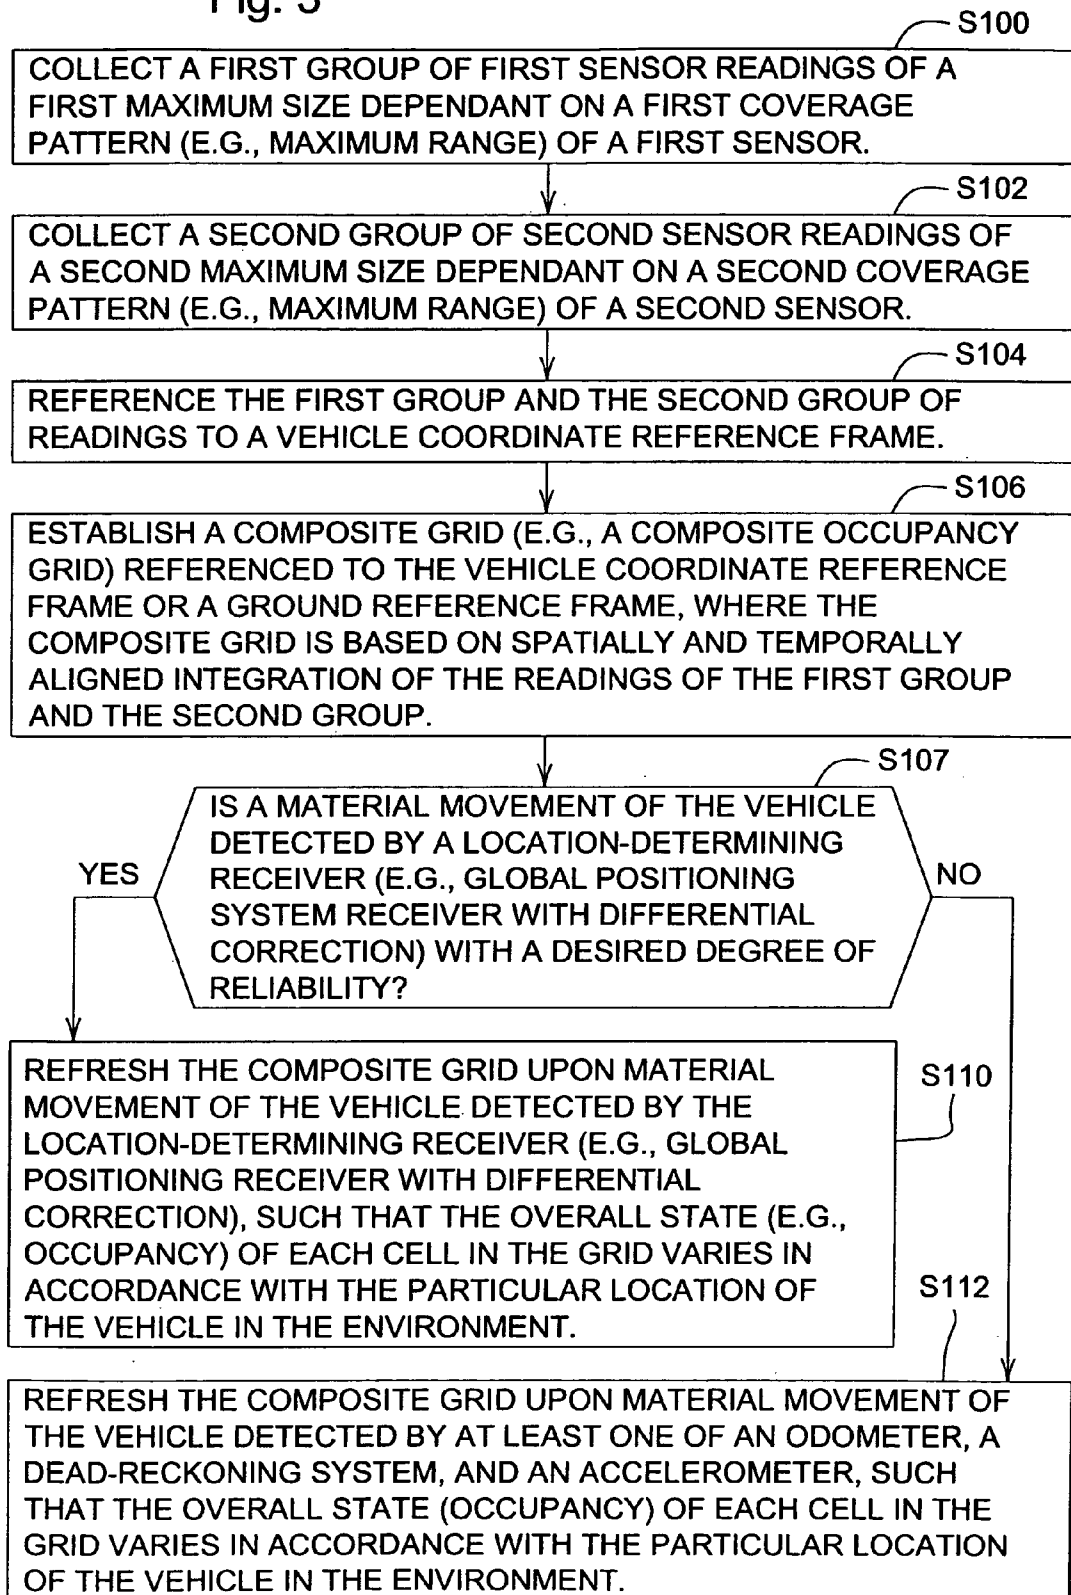 Fig. 3
S100
COLLECT A FIRST GROUP OF FIRST SENSOR READINGS OF A
FIRST MAXIMUM SIZE DEPENDANT ON A FIRST COVERAGE
PATTERN (E.G., MAXIMUM RANGE) OF A FIRST SENSOR.
S102
COLLECT A SECOND GROUP OF SECOND SENSOR READINGS OF
A SECOND MAXIMUM SIZE DEPENDANT ON A SECOND COVERAGE
PATTERN (E.G., MAXIMUM RANGE) OF A SECOND SENSOR.
S104
REFERENCE THE FIRST GROUP AND THE SECOND GROUP OF
READINGS TO A VEHICLE COORDINATE REFERENCE FRAME.
S106
ESTABLISH A COMPOSITE GRID (E.G., A COMPOSITE OCCUPANCY
GRID) REFERENCED TO THE VEHICLE COORDINATE REFERENCE
FRAME OR A GROUND REFERENCE FRAME, WHERE THE
COMPOSITE GRID IS BASED ON SPATIALLY AND TEMPORALLY
ALIGNED INTEGRATION OF THE READINGS OF THE FIRST GROUP
AND THE SECOND GROUP.
S107
IS A MATERIAL MOVEMENT OF THE VEHICLE
DETECTED BY A LOCATION-DETERMINING
RECEIVER (E.G., GLOBAL POSITIONING
SYSTEM RECEIVER WITH DIFFERENTIAL
CORRECTION) WITH A DESIRED DEGREE OF
RELIABILITY?
YES
NO
REFRESH THE COMPOSITE GRID UPON MATERIAL
MOVEMENT OF THE VEHICLE DETECTED BY THE
LOCATION-DETERMINING RECEIVER (E.G., GLOBAL
POSITIONING RECEIVER WITH DIFFERENTIAL
CORRECTION), SUCH THAT THE OVERALL STATE (E.G.,
OCCUPANCY) OF EACH CELL IN THE GRID VARIES IN
ACCORDANCE WITH THE PARTICULAR LOCATION OF
THE VEHICLE IN THE ENVIRONMENT.
S110
S112
REFRESH THE COMPOSITE GRID UPON MATERIAL MOVEMENT OF
THE VEHICLE DETECTED BY AT LEAST ONE OF AN ODOMETER, A
DEAD-RECKONING SYSTEM, AND AN ACCELEROMETER, SUCH
THAT THE OVERALL STATE (OCCUPANCY) OF EACH CELL IN THE
GRID VARIES IN ACCORDANCE WITH THE PARTICULAR LOCATION
OF THE VEHICLE IN THE ENVIRONMENT.